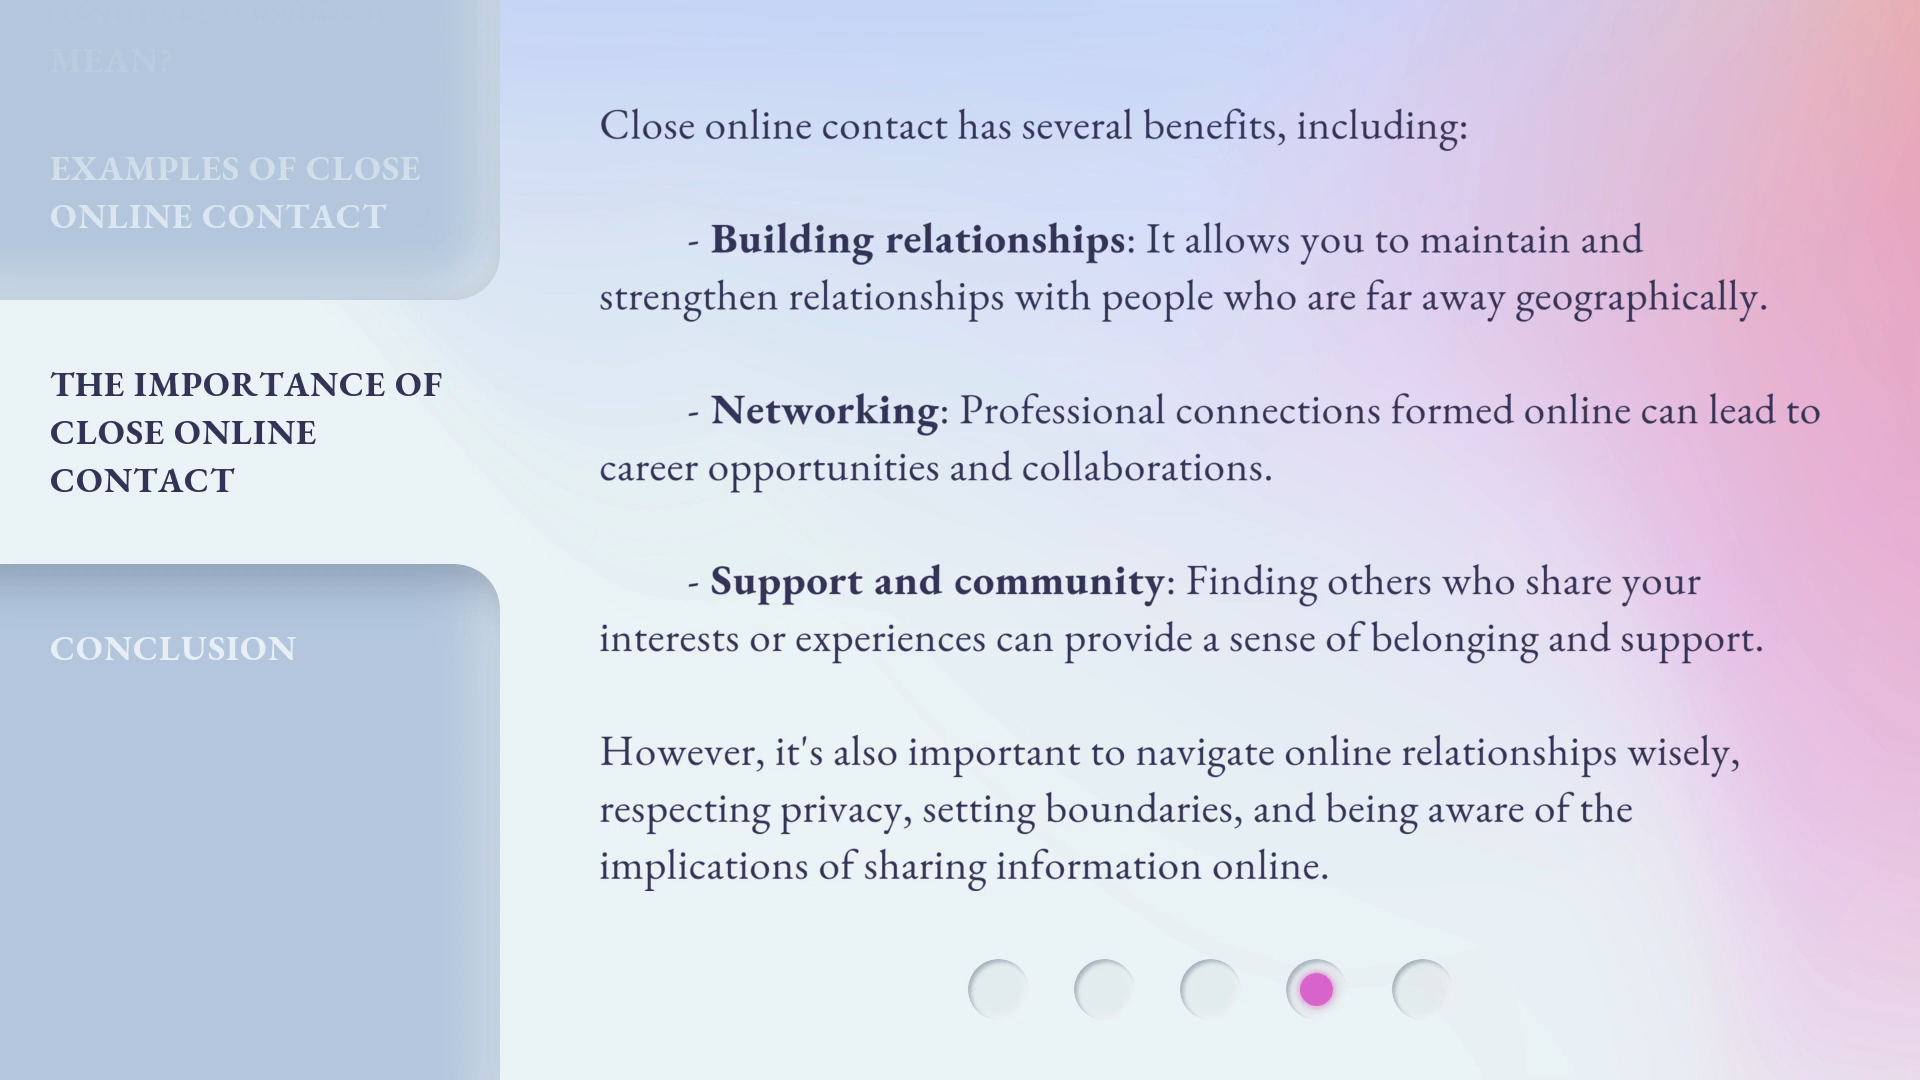 MEAN?
EXAMPLES OF CLOSE
ONLINE CONTACT
THE IMPORTANCE OF
CLOSE ONLINE
CONTACT
CONCLUSION
Close online contact has several benefits, including:
- Building relationships: It allows you to maintain and
strengthen relationships with people who are far away geographically.
- Networking: Professional connections formed online can lead to
career opportunities and collaborations.
- Support and community: Finding others who share your
interests or experiences can provide a sense of belonging and support.
However, it's also important to navigate online relationships wisely,
respecting privacy, setting boundaries, and being aware of the
implications of sharing information online.